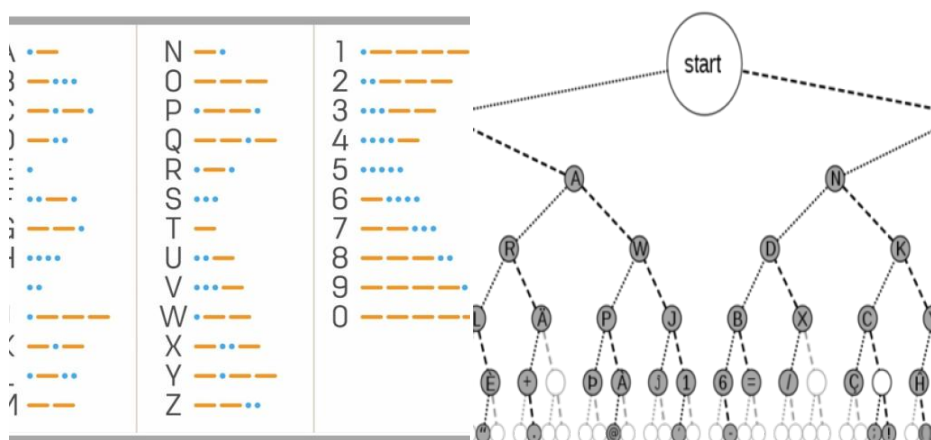 N 1
O 2
P 3
Q 4
R 5
S 6
T 7
U 8
V 9
W 0
X
Y
Z
start
A N
R W D K
Ä P J B X C
È + Þ À Ĵ 1 6 = / Ç Ĥ